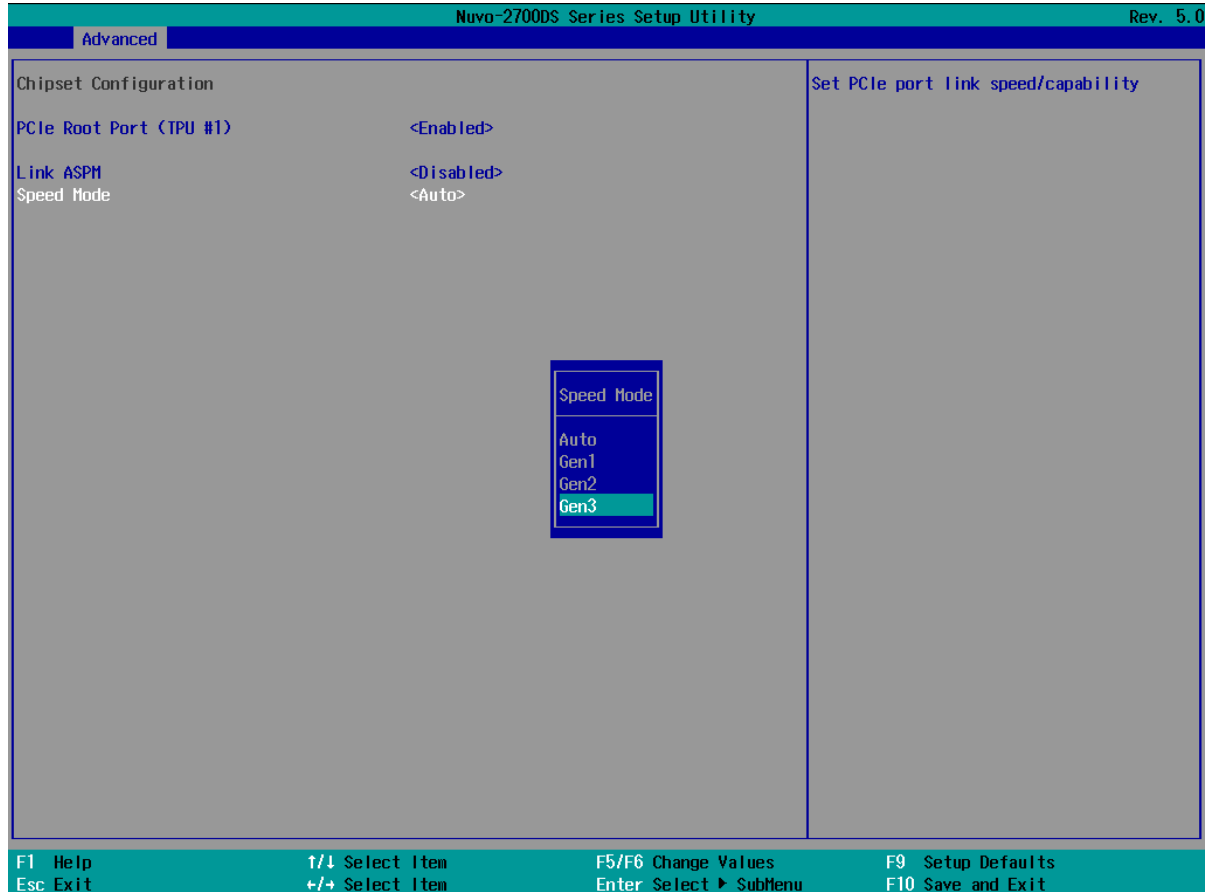 Nuvo-2700DS Series Setup Utility Rev. 5.0
Advanced
Chipset Configuration
Set PCIe port link speed/capability
PCIe Root Port (TPU #1) <Enabled>
Link ASPM <Disabled>
Speed Mode <Auto>
Speed Mode
Auto
Gen1
Gen2
Gen3
F1 Help ↑/↓ Select Item F5/F6 Change Values F9 Setup Defaults
Esc Exit ←/→ Select Item Enter Select ▶ SubMenu F10 Save and Exit